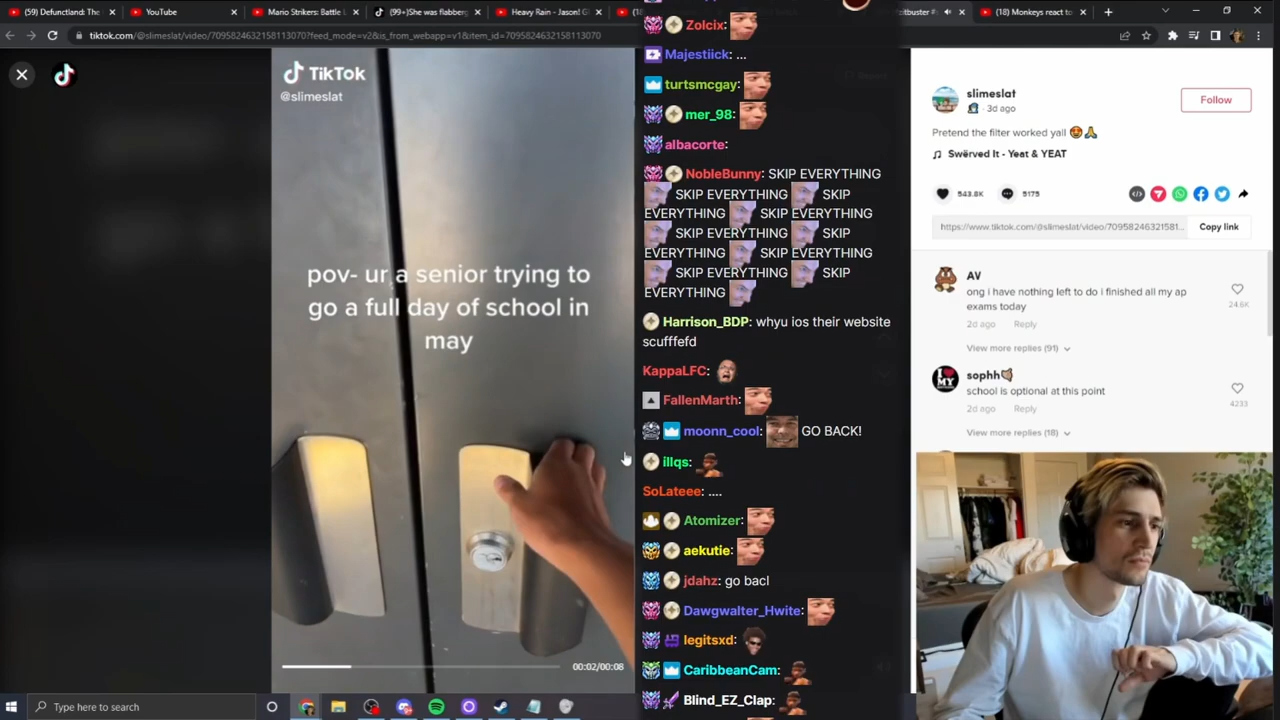 (59) Defunctland: The
YouTube
Mario Strikers: Battle L
(99+)She was flabberg
Heavy Rain - Jason! G
(18) Monkeys react to
tiktok.com/@slimeslat/video/7095824632158113070?feed_mode=v2&is_from_webapp=v1&item_id=7095824632158113070
TikTok
@slimeslat
pov- ur a senior trying to
go a full day of school in
may
00:02/00:08
Zolcix:
Majestiick: ...
turtsmcgay:
mer_98:
albacorte:
NobleBunny: SKIP EVERYTHING
SKIP EVERYTHING SKIP
EVERYTHING SKIP EVERYTHING
SKIP EVERYTHING SKIP
EVERYTHING SKIP EVERYTHING
SKIP EVERYTHING SKIP
EVERYTHING
Harrison_BDP: whyu ios their website
scufffefd
KappaLFC:
FallenMarth:
moonn_cool: GO BACK!
illqs:
SoLateee: ....
Atomizer:
aekutie:
jdahz: go bacl
Dawgwalter_Hwite:
legitsxd:
CaribbeanCam:
Blind_EZ_Clap:
slimeslat
3d ago
Follow
Pretend the filter worked yall
Swërved It - Yeat & YEAT
543.8K
5175
https://www.tiktok.com/@slimeslat/video/70958246321581...
Copy link
AV
ong i have nothing left to do i finished all my ap
exams today
24.6K
2d ago Reply
View more replies (91)
sophh
school is optional at this point
4233
2d ago Reply
View more replies (18)
Type here to search